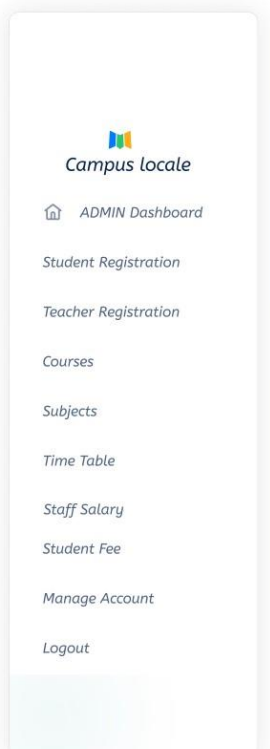 Campus locale
ADMIN Dashboard
Student Registration
Teacher Registration
Courses
Subjects
Time Table
Staff Salary
Student Fee
Manage Account
Logout